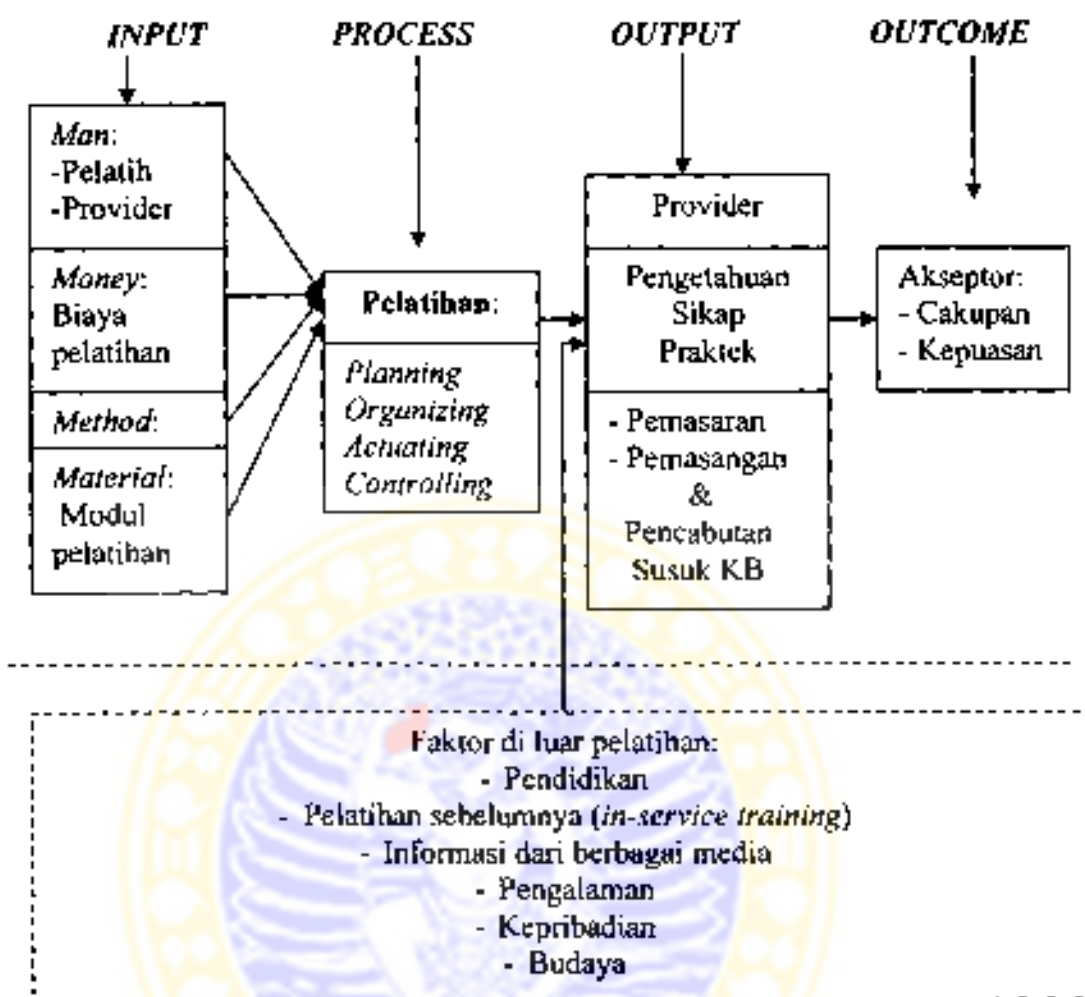 INPUT PROCESS OUTPUT OUTCOME
Man:
-Pelatih
-Provider
Money:
Biaya
pelatihan
Method:
Material:
Modul
pelatihan
Pelatihan:
Planning
Organizing
Actuating
Controlling
Provider
Pengetahuan
Sikap
Praktek
- Pemasaran
- Pemasangan
&
Pencabutan
Susuk KB
Akseptor:
- Cakupan
- Kepuasan
Faktor di luar pelatihan:
- Pendidikan
- Pelatihan sebelumnya (in-service training)
- Informasi dari berbagai media
- Pengalaman
- Kepribadian
- Budaya